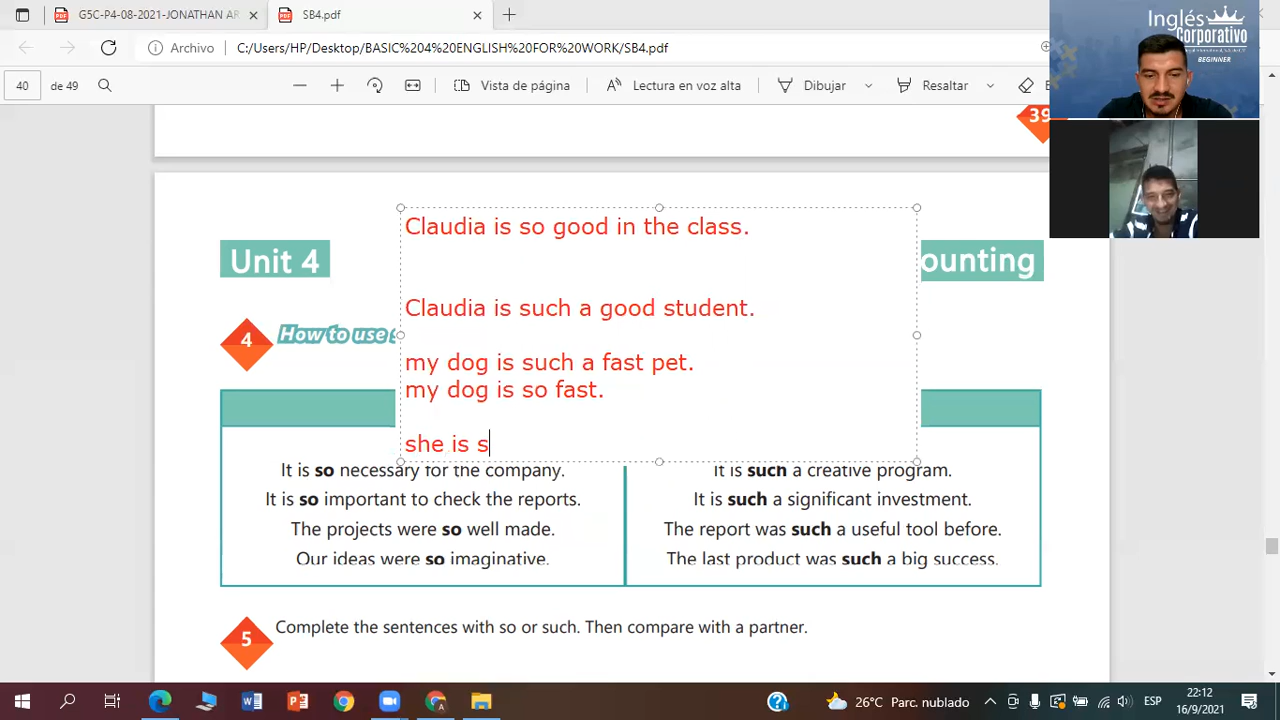 G5C-P4-08-2021-JONATHAN AR
SB4.pdf
Archivo
C:/Users/HP/Desktop/BASIC%204%20ENGLISH%20FOR%20WORK/SB4.pdf
40
de 49
Vista de página
Lectura en voz alta
Dibujar
Resaltar
Inglés
Corporativo
BEGINNER
39
Claudia is so good in the class.
Unit 4
ounting
Claudia is such a good student.
4
How to use s
my dog is such a fast pet.
my dog is so fast.
she is s
It is so necessary for the company.
It is so important to check the reports.
The projects were so well made.
Our ideas were so imaginative.
It is such a creative program.
It is such a significant investment.
The report was such a useful tool before.
The last product was such a big success.
5
Complete the sentences with so or such. Then compare with a partner.
26°C Parc. nublado
ESP
22:12
16/9/2021